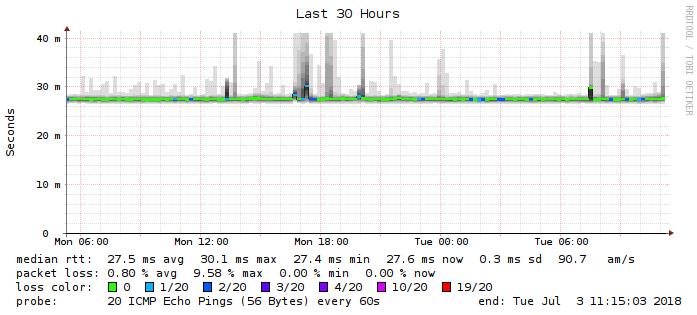 Last 30 Hours
RRDTOOL / TOBI OETIKER
Seconds
40 m
30 m
20 m
10 m
0
Mon 06:00 Mon 12:00 Mon 18:00 Tue 00:00 Tue 06:00
median rtt: 27.5 ms avg 30.1 ms max 27.4 ms min 27.6 ms now 0.3 ms sd 90.7 am/s
packet loss: 0.80 % avg 9.58 % max 0.00 % min 0.00 % now
loss color: 0 1/20 2/20 3/20 4/20 10/20 19/20
probe: 20 ICMP Echo Pings (56 Bytes) every 60s end: Tue Jul 3 11:15:03 2018